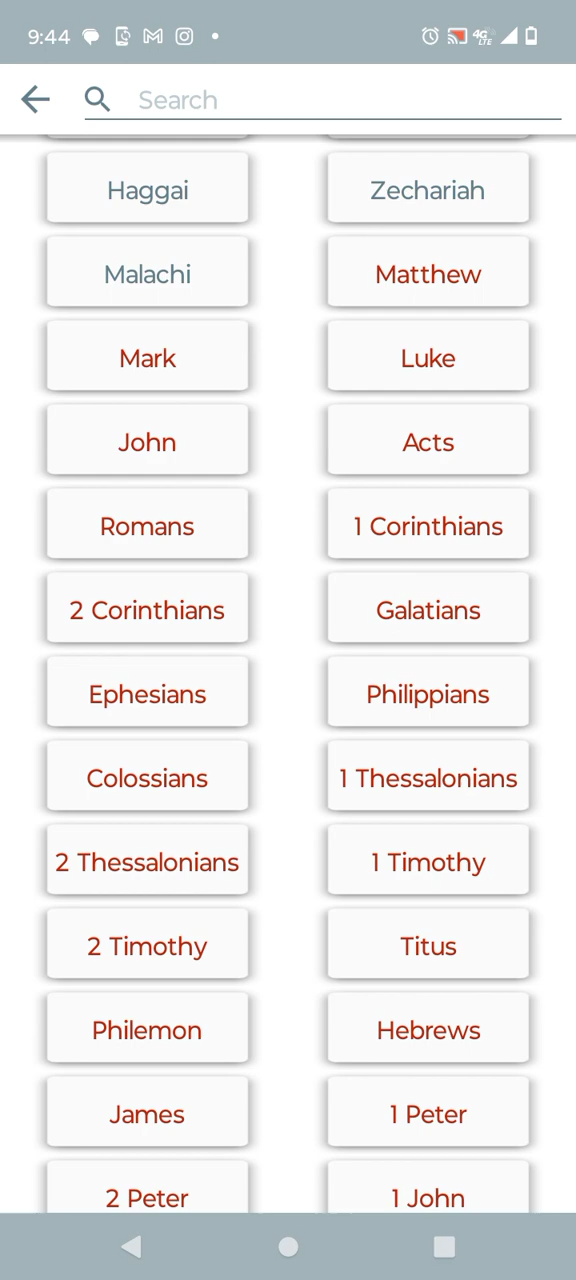 9:44
4G
LTE
Search
Haggai
Zechariah
Malachi
Matthew
Mark
Luke
John
Acts
Romans
1 Corinthians
2 Corinthians
Galatians
Ephesians
Philippians
Colossians
1 Thessalonians
2 Thessalonians
1 Timothy
2 Timothy
Titus
Philemon
Hebrews
James
1 Peter
2 Peter
1 John